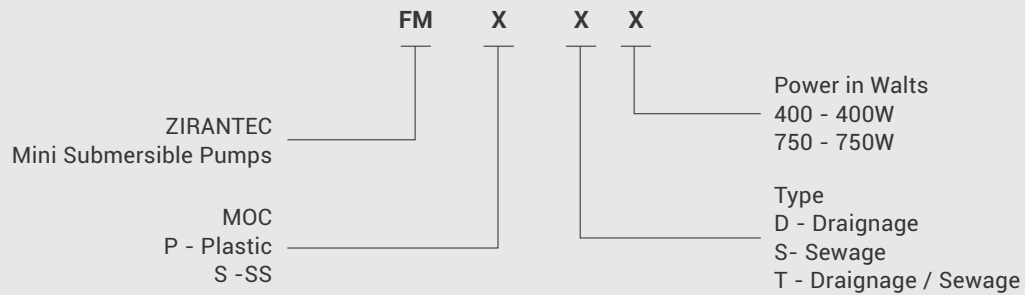 FM X X X
ZIRANTEC
Mini Submersible Pumps
MOC
P - Plastic
S -SS
Power in Walts
400 - 400W
750 - 750W
Type
D - Draignage
S- Sewage
T - Draignage / Sewage